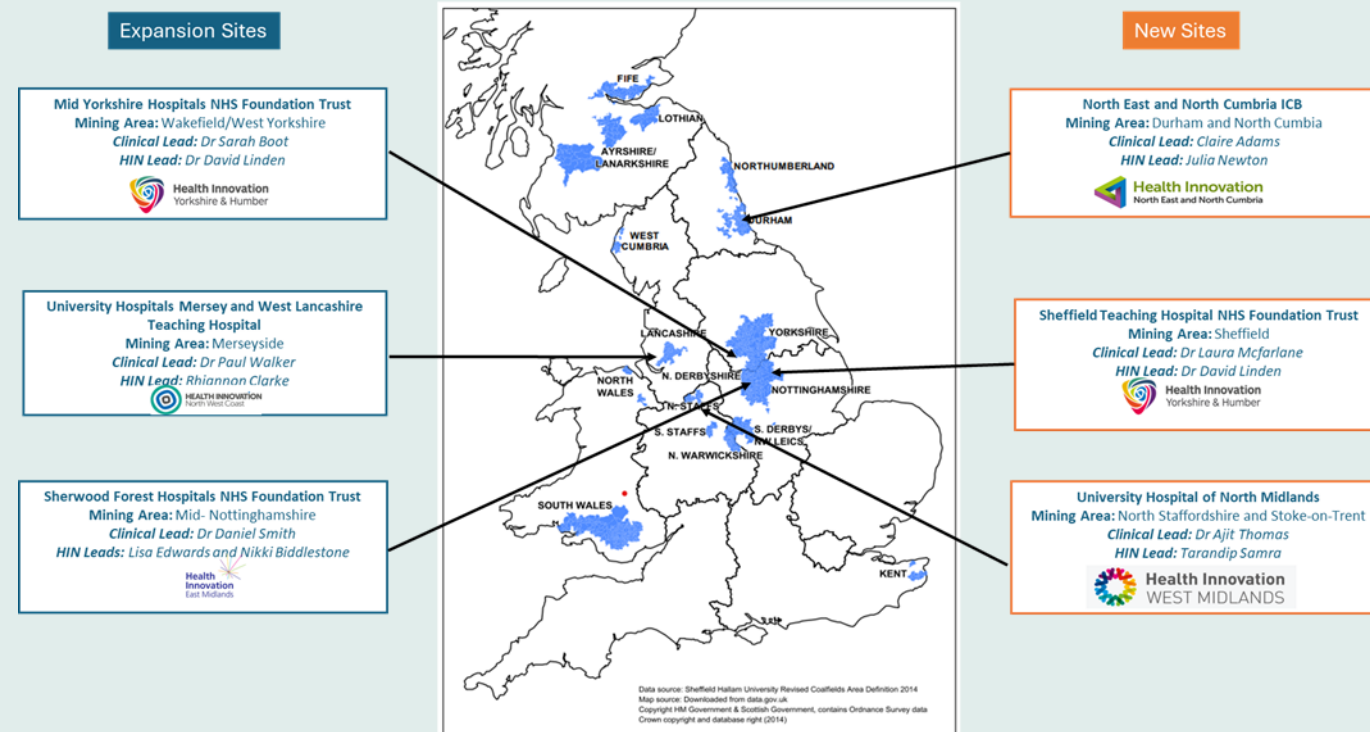 Expansion Sites
Mid Yorkshire Hospitals NHS Foundation Trust
Mining Area: Wakefield/West Yorkshire
Clinical Lead: Dr Sarah Boot
HIN Lead: Dr David Linden
Health Innovation
Yorkshire & Humber
University Hospitals Mersey and West Lancashire
Teaching Hospital
Mining Area: Merseyside
Clinical Lead: Dr Paul Walker
HIN Lead: Rhiannon Clarke
HEALTH INNOVATION
North West Coast
Sherwood Forest Hospitals NHS Foundation Trust
Mining Area: Mid- Nottinghamshire
Clinical Lead: Dr Daniel Smith
HIN Leads: Lisa Edwards and Nikki Biddlestone
Health
Innovation
East Midlands
FIFE
LOTHIAN
AYRSHIRE/
LANARKSHIRE
NORTHUMBERLAND
DURHAM
WEST
CUMBRIA
LANCASHIRE
YORKSHIRE
N. DERBYSHIRE
NORTH
WALES
NOTTINGHAMSHIRE
N. STAFFS
S. STAFFS
S. DERBYS/
NW LEICS
N. WARWICKSHIRE
SOUTH WALES
KENT
Data source: Sheffield Hallam University Revised Coalfields Area Definition 2014
Map source: Downloaded from data.gov.uk
Copyright HM Government & Scottish Government, contains Ordnance Survey data
Crown copyright and database right (2014)
New Sites
North East and North Cumbria ICB
Mining Area: Durham and North Cumbia
Clinical Lead: Claire Adams
HIN Lead: Julia Newton
Health Innovation
North East and North Cumbria
Sheffield Teaching Hospital NHS Foundation Trust
Mining Area: Sheffield
Clinical Lead: Dr Laura Mcfarlane
HIN Lead: Dr David Linden
Health Innovation
Yorkshire & Humber
University Hospital of North Midlands
Mining Area: North Staffordshire and Stoke-on-Trent
Clinical Lead: Dr Ajit Thomas
HIN Lead: Tarandip Samra
Health Innovation
WEST MIDLANDS